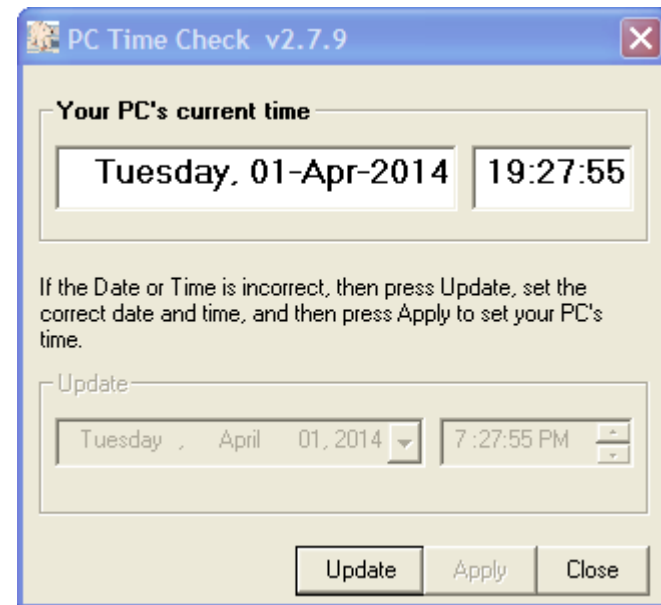 PC Time Check v2.7.9
Your PC's current time
Tuesday, 01-Apr-2014 19:27:55
If the Date or Time is incorrect, then press Update, set the
correct date and time, and then press Apply to set your PC's
time.
Update
Tuesday , April 01, 2014 7 :27:55 PM
Update Apply Close